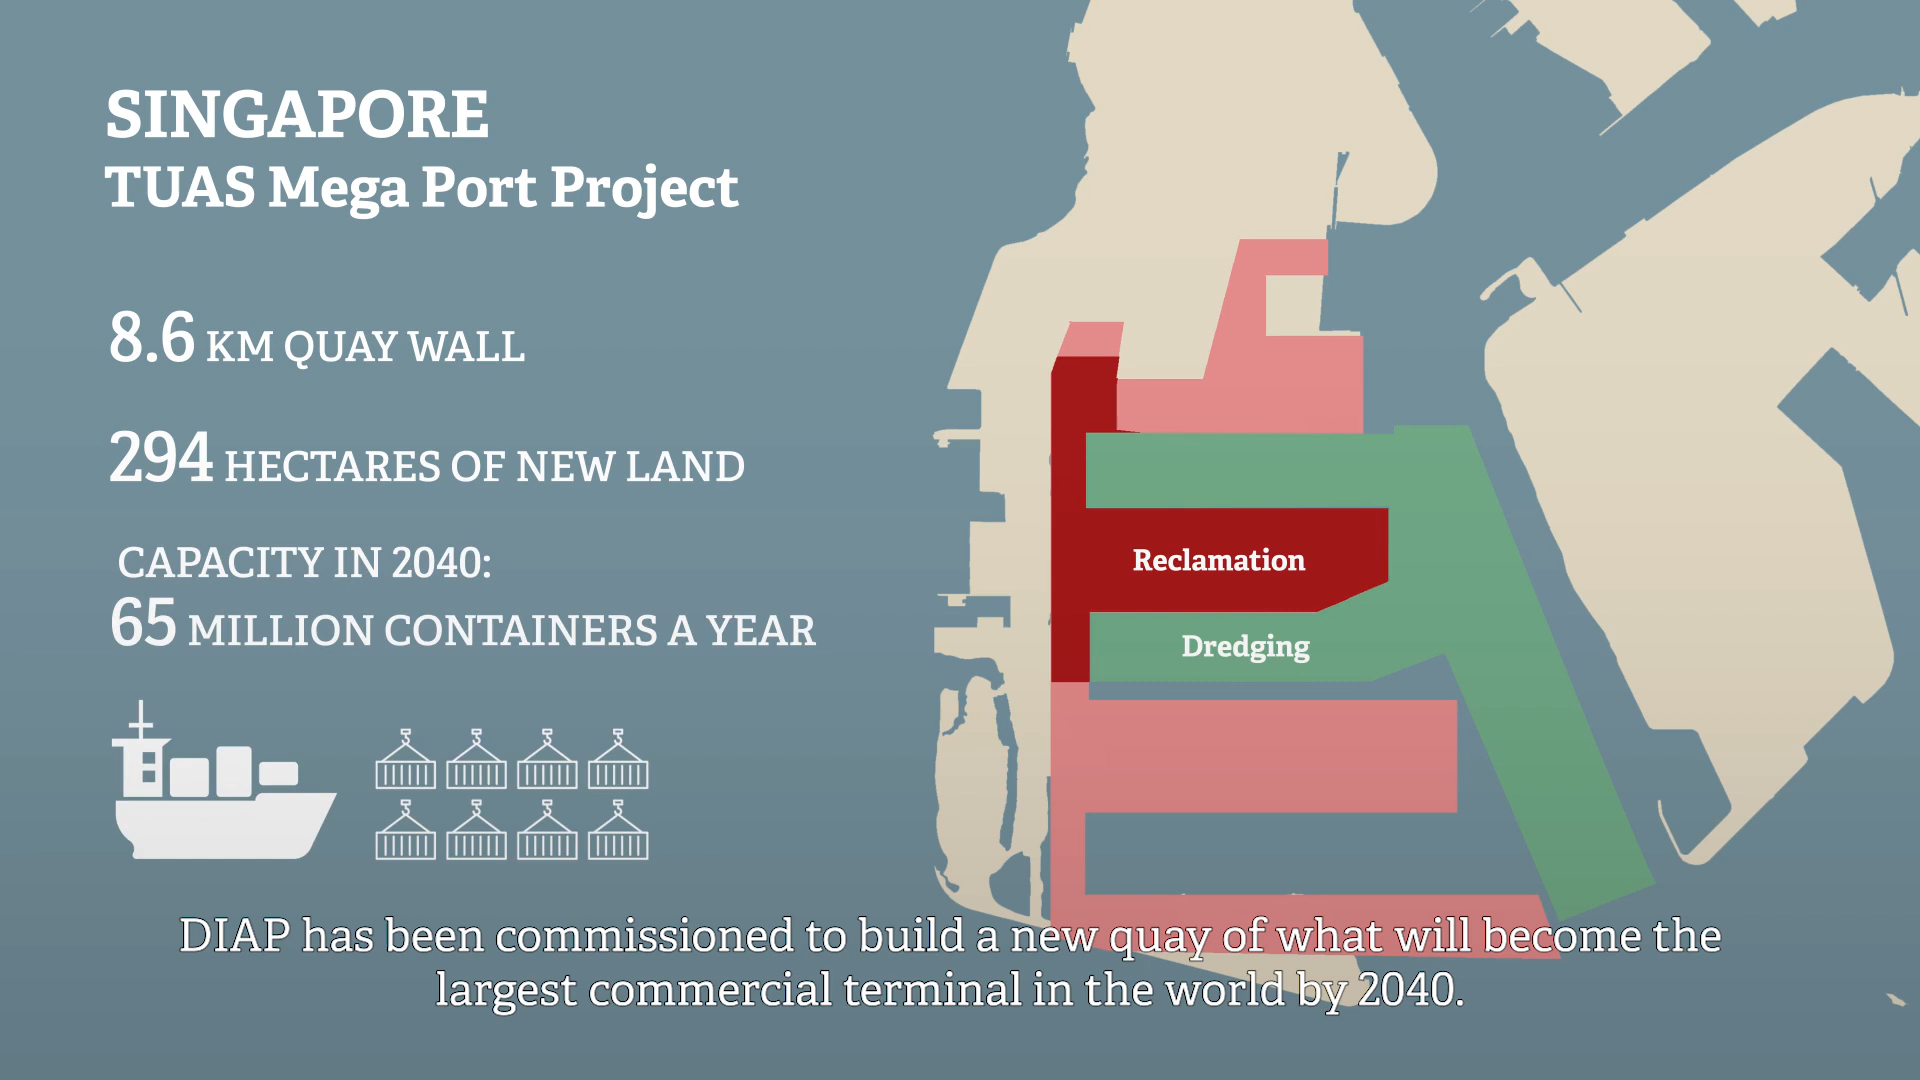 SINGAPORE
TUAS Mega Port Project
8.6 KM QUAY WALL
294 HECTARES OF NEW LAND
CAPACITY IN 2040:
65 MILLION CONTAINERS A YEAR
Reclamation
Dredging
DIAP has been commissioned to build a new quay of what will become the
largest commercial terminal in the world by 2040.